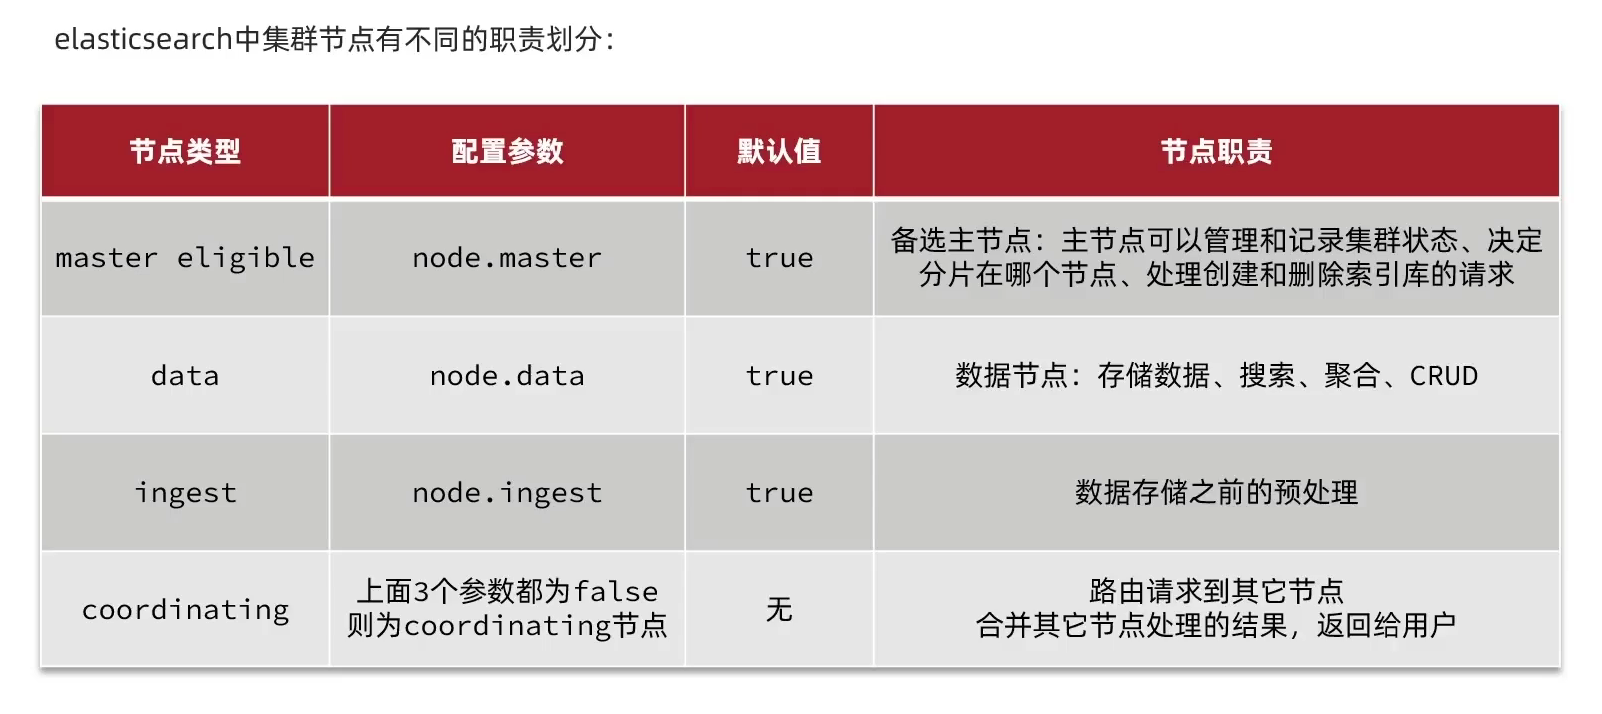 elasticsearch中集群节点有不同的职责划分：
节点类型 配置参数 默认值 节点职责
master eligible node.master true 备选主节点：主节点可以管理和记录集群状态、决定
分片在哪个节点、处理创建和删除索引库的请求
data node.data true 数据节点：存储数据、搜索、聚合、CRUD
ingest node.ingest true 数据存储之前的预处理
coordinating 上面3个参数都为false
则为coordinating节点 无 路由请求到其它节点
合并其它节点处理的结果，返回给用户